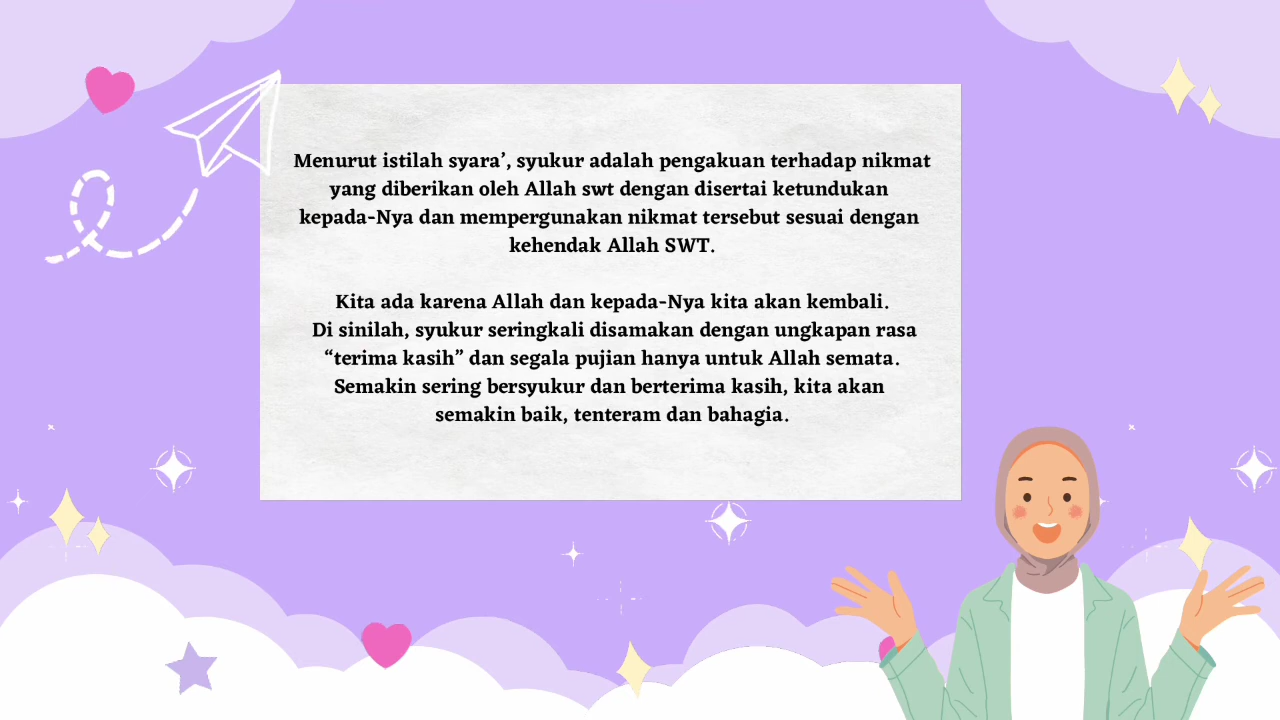 Menurut istilah syara’, syukur adalah pengakuan terhadap nikmat
yang diberikan oleh Allah swt dengan disertai ketundukan
kepada-Nya dan mempergunakan nikmat tersebut sesuai dengan
kehendak Allah SWT.
Kita ada karena Allah dan kepada-Nya kita akan kembali.
Di sinilah, syukur seringkali disamakan dengan ungkapan rasa
“terima kasih” dan segala pujian hanya untuk Allah semata.
Semakin sering bersyukur dan berterima kasih, kita akan
semakin baik, tenteram dan bahagia.